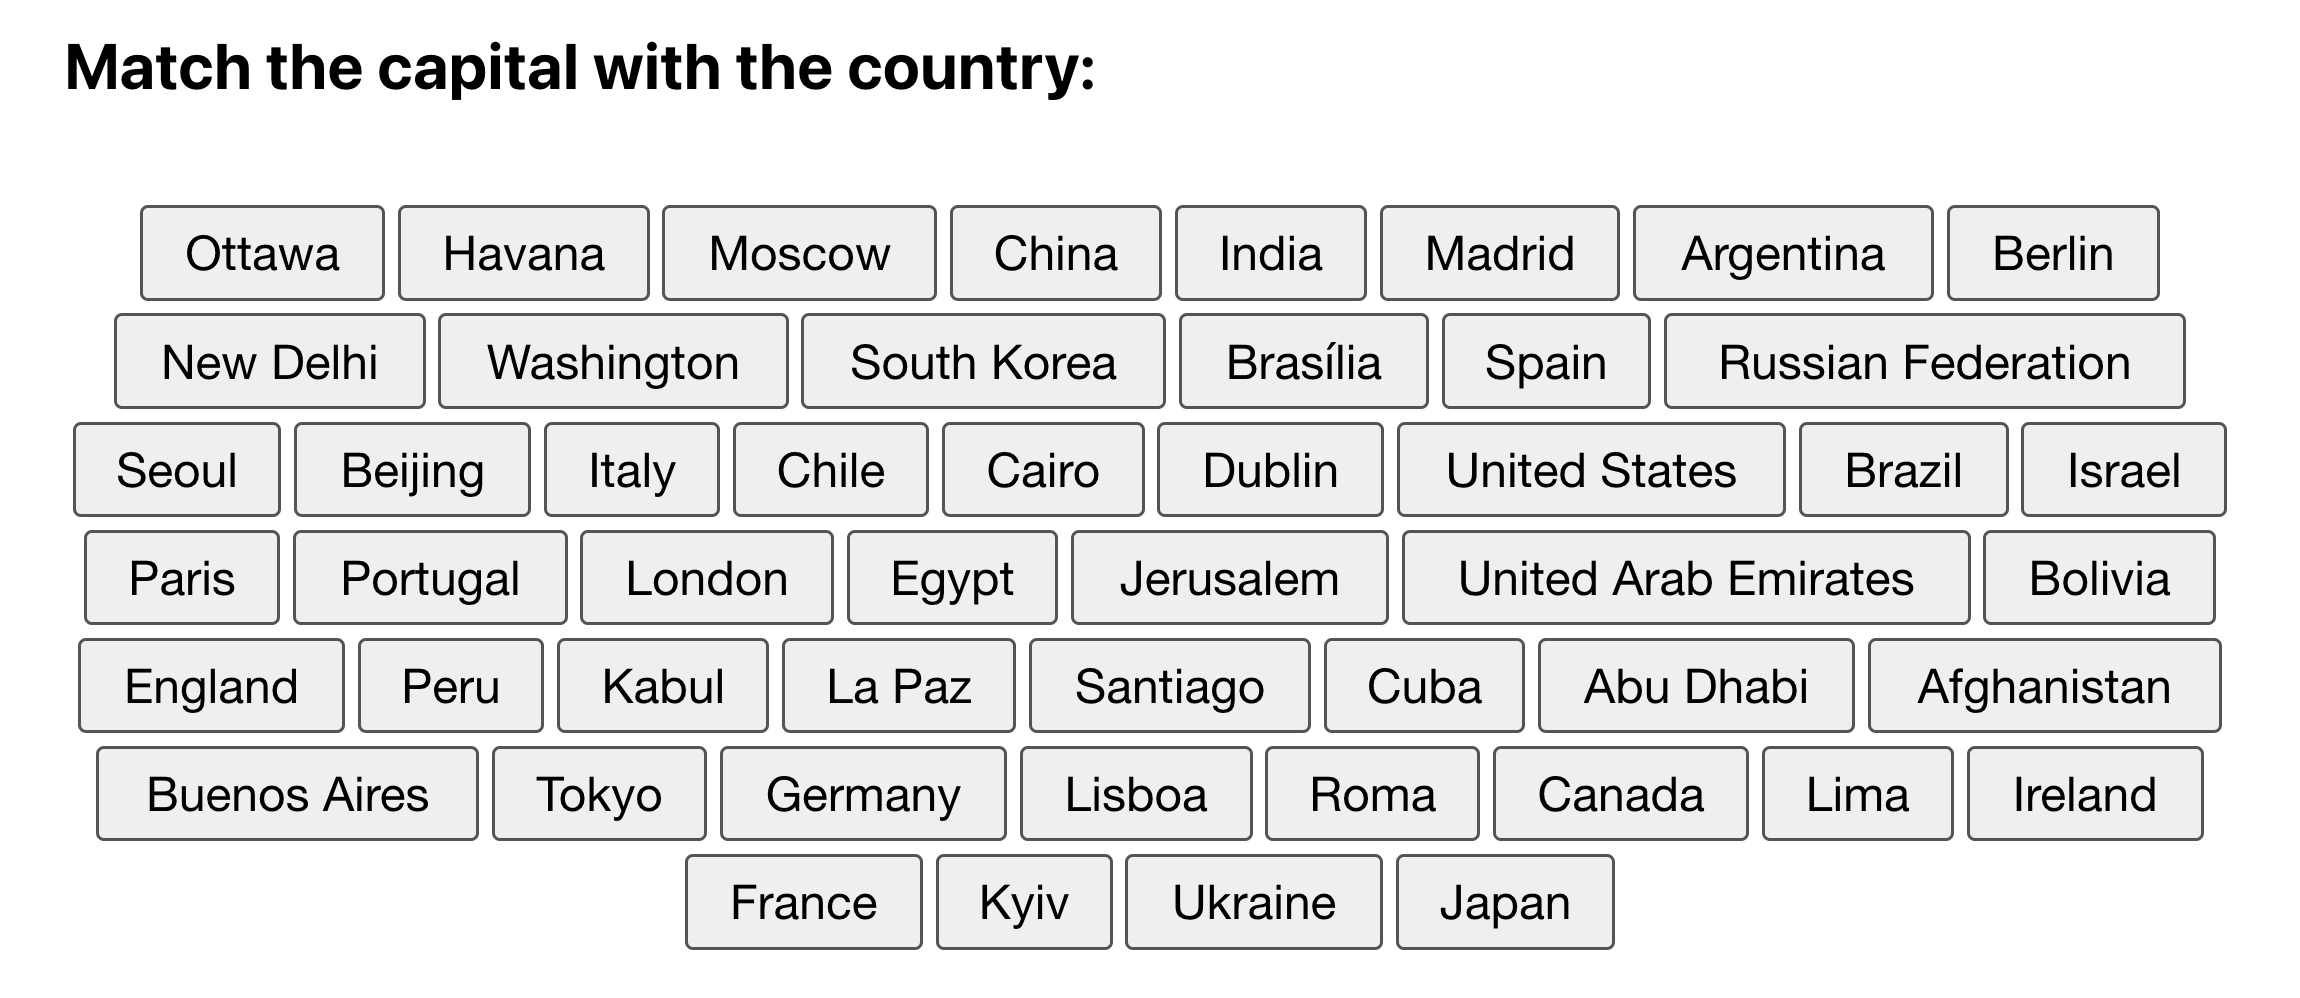 Match the capital with the country:
Ottawa Havana Moscow China India Madrid Argentina Berlin
New Delhi Washington South Korea Brasília Spain Russian Federation
Seoul Beijing Italy Chile Cairo Dublin United States Brazil Israel
Paris Portugal London Egypt Jerusalem United Arab Emirates Bolivia
England Peru Kabul La Paz Santiago Cuba Abu Dhabi Afghanistan
Buenos Aires Tokyo Germany Lisboa Roma Canada Lima Ireland
France Kyiv Ukraine Japan